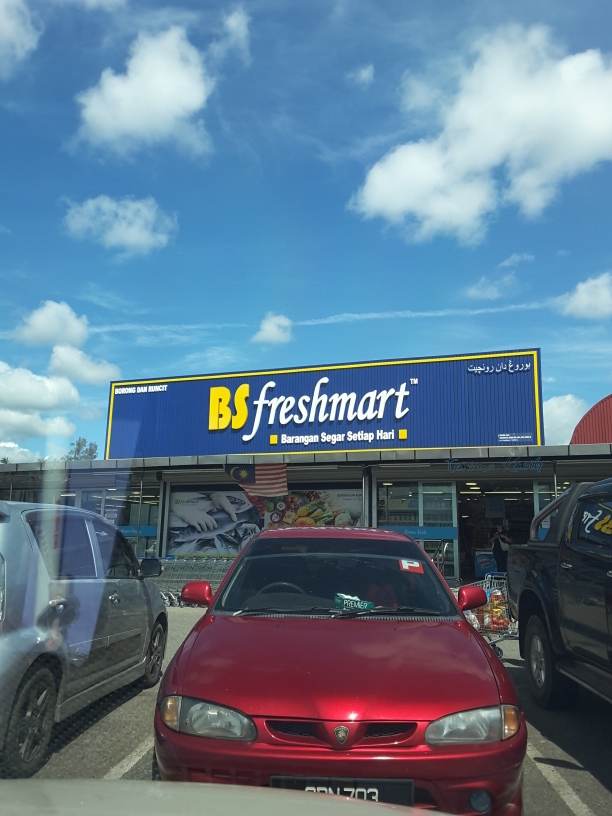 BORONG DAN RUNCIT
بوروڠ دان رونچيت
BS freshmart™
Barangan Segar Setiap Hari
P
PREMIER